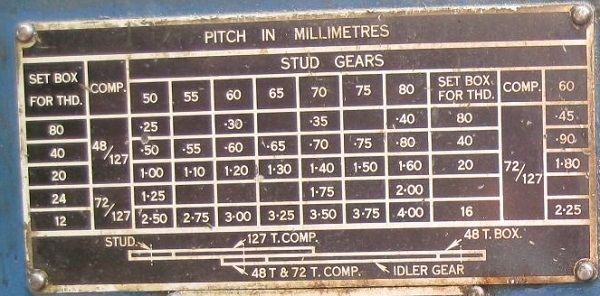 PITCH IN MILLIMETRES
STUD GEARS
SET BOX FOR THD. COMP. 50 55 60 65 70 75 80 SET BOX FOR THD. COMP. 60
80 48/127 ·25 ·30 ·35 ·40 80 72/127 ·45
40 ·50 ·55 ·60 ·65 ·70 ·75 ·80 40 ·90
20 1·00 1·10 1·20 1·30 1·40 1·50 1·60 20 1·80
24 72/127 1·25 1·75 2·00
12 2·50 2·75 3·00 3·25 3·50 3·75 4·00 16 2·25
STUD. 127 T. COMP. 48 T. BOX.
48 T & 72 T. COMP. IDLER GEAR